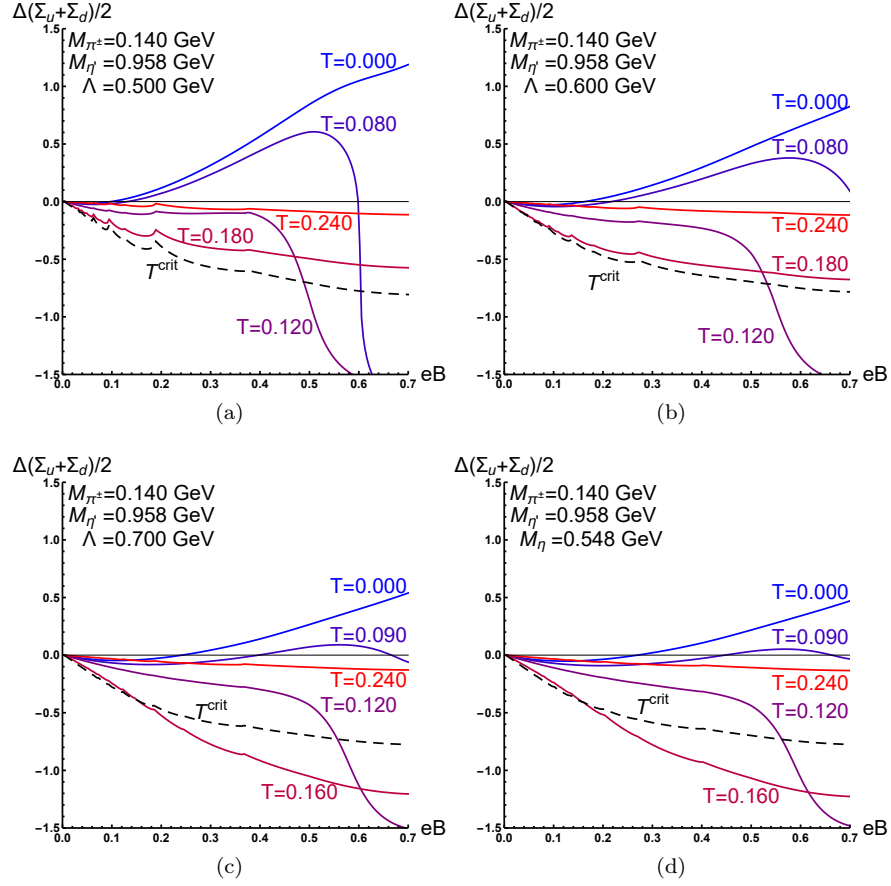 Δ(Σu+Σd)/2
Mπ±=0.140 GeV
Mη'=0.958 GeV
Λ =0.500 GeV
T=0.000
T=0.080
T=0.240
T=0.180
Tcrit
T=0.120
1.5
1.0
0.5
0.0
-0.5
-1.0
-1.5
0.0 0.1 0.2 0.3 0.4 0.5 0.6 0.7
eB
(a)
Δ(Σu+Σd)/2
Mπ±=0.140 GeV
Mη'=0.958 GeV
Λ =0.600 GeV
T=0.000
T=0.080
T=0.240
T=0.180
Tcrit
T=0.120
1.5
1.0
0.5
0.0
-0.5
-1.0
-1.5
0.0 0.1 0.2 0.3 0.4 0.5 0.6 0.7
eB
(b)
Δ(Σu+Σd)/2
Mπ±=0.140 GeV
Mη'=0.958 GeV
Λ =0.700 GeV
T=0.000
T=0.090
T=0.240
T=0.120
Tcrit
T=0.160
1.5
1.0
0.5
0.0
-0.5
-1.0
-1.5
0.0 0.1 0.2 0.3 0.4 0.5 0.6 0.7
eB
(c)
Δ(Σu+Σd)/2
Mπ±=0.140 GeV
Mη'=0.958 GeV
Mη =0.548 GeV
T=0.000
T=0.090
T=0.240
T=0.120
Tcrit
T=0.160
1.5
1.0
0.5
0.0
-0.5
-1.0
-1.5
0.0 0.1 0.2 0.3 0.4 0.5 0.6 0.7
eB
(d)